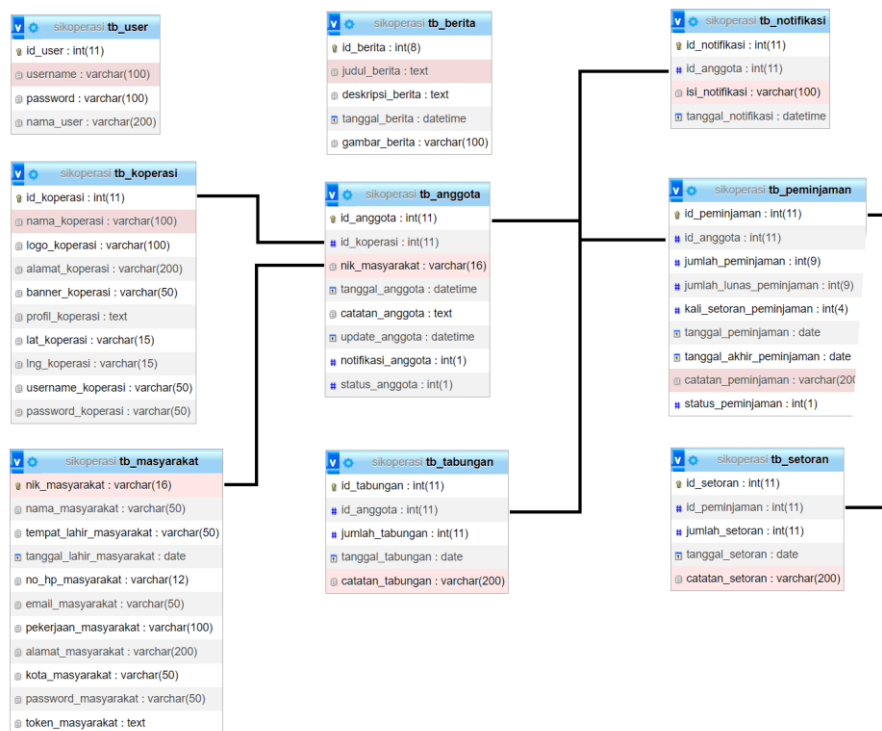 sikoperasi tb_user
id_user : int(11)
username : varchar(100)
password : varchar(100)
nama_user : varchar(200)
sikoperasi tb_berita
id_berita : int(8)
judul_berita : text
deskripsi_berita : text
tanggal_berita : datetime
gambar_berita : varchar(100)
sikoperasi tb_notifikasi
id_notifikasi : int(11)
id_anggota : int(11)
isi_notifikasi : varchar(100)
tanggal_notifikasi : datetime
sikoperasi tb_koperasi
id_koperasi : int(11)
nama_koperasi : varchar(100)
logo_koperasi : varchar(100)
alamat_koperasi : varchar(200)
banner_koperasi : varchar(50)
profil_koperasi : text
lat_koperasi : varchar(15)
lng_koperasi : varchar(15)
username_koperasi : varchar(50)
password_koperasi : varchar(50)
sikoperasi tb_anggota
id_anggota : int(11)
id_koperasi : int(11)
nik_masyarakat : varchar(16)
tanggal_anggota : datetime
catatan_anggota : text
update_anggota : datetime
notifikasi_anggota : int(1)
status_anggota : int(1)
sikoperasi tb_peminjaman
id_peminjaman : int(11)
id_anggota : int(11)
jumlah_peminjaman : int(9)
jumlah_lunas_peminjaman : int(9)
kali_setoran_peminjaman : int(4)
tanggal_peminjaman : date
tanggal_akhir_peminjaman : date
catatan_peminjaman : varchar(200
status_peminjaman : int(1)
sikoperasi tb_masyarakat
nik_masyarakat : varchar(16)
nama_masyarakat : varchar(50)
tempat_lahir_masyarakat : varchar(50)
tanggal_lahir_masyarakat : date
no_hp_masyarakat : varchar(12)
email_masyarakat : varchar(50)
pekerjaan_masyarakat : varchar(100)
alamat_masyarakat : varchar(200)
kota_masyarakat : varchar(50)
password_masyarakat : varchar(50)
token_masyarakat : text
sikoperasi tb_tabungan
id_tabungan : int(11)
id_anggota : int(11)
jumlah_tabungan : int(11)
tanggal_tabungan : date
catatan_tabungan : varchar(200)
sikoperasi tb_setoran
id_setoran : int(11)
id_peminjaman : int(11)
jumlah_setoran : int(11)
tanggal_setoran : date
catatan_setoran : varchar(200)